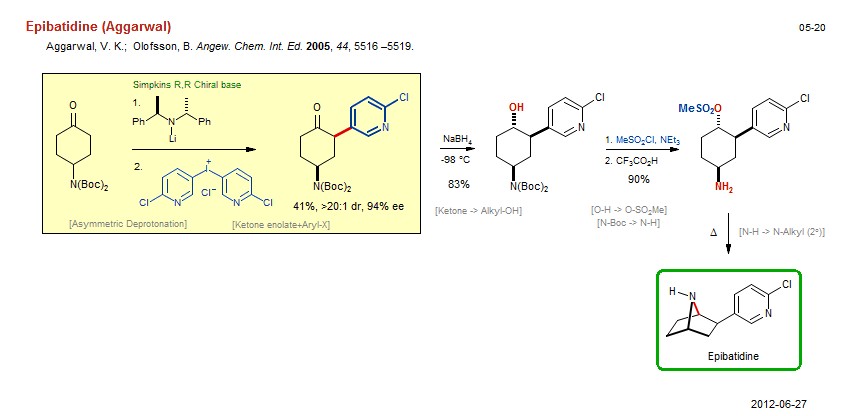 Epibatidine (Aggarwal)
05-20
Aggarwal, V. K.; Olofsson, B. Angew. Chem. Int. Ed. 2005, 44, 5516 –5519.
Simpkins R,R Chiral base
1.
Ph
N
Ph
Li
2.
I
+
Cl⁻
Cl
N
N
Cl
O
N(Boc)₂
[Asymmetric Deprotonation]
[Ketone enolate+Aryl-X]
O
Cl
N
N(Boc)₂
41%, >20:1 dr, 94% ee
NaBH₄
-98 °C
83%
[Ketone -> Alkyl-OH]
OH
Cl
N
N(Boc)₂
1. MeSO₂Cl, NEt₃
2. CF₃CO₂H
90%
[O-H -> O-SO₂Me]
[N-Boc -> N-H]
MeSO₂O
Cl
N
NH₂
Δ
[N-H -> N-Alkyl (2°)]
H
N
Cl
N
Epibatidine
2012-06-27